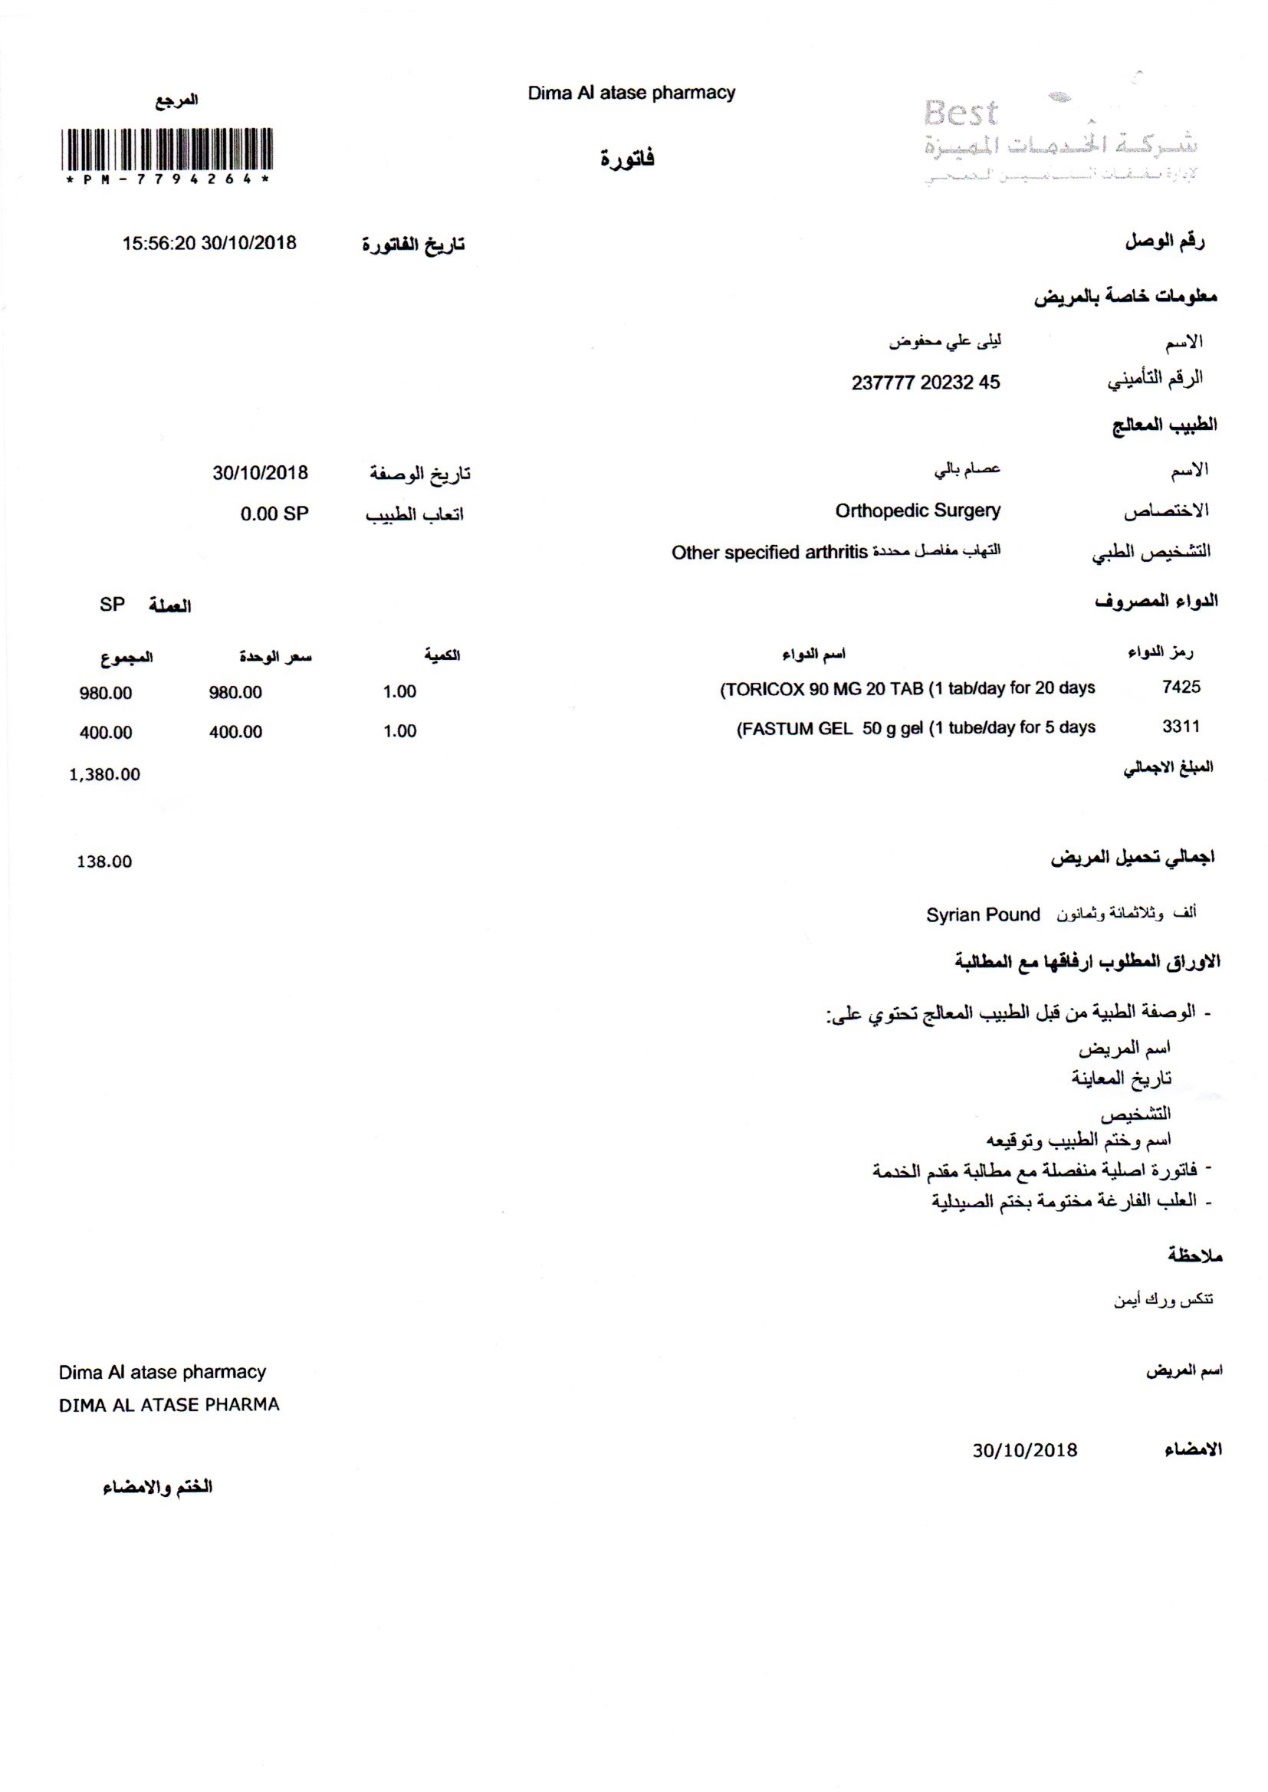 Dima Al atase pharmacy
المرجع
Best
شركة الخدمات المميزة
لإدارة نفقات التأمين الصحي
*PM-7794264*
فاتورة
رقم الوصل
تاريخ الفاتورة 15:56:20 30/10/2018
معلومات خاصة بالمريض
الاسم ليلى علي محفوض
الرقم التأميني 237777 20232 45
الطبيب المعالج
الاسم عصام بالي تاريخ الوصفة 30/10/2018
الاختصاص Orthopedic Surgery اتعاب الطبيب 0.00 SP
التشخيص الطبي التهاب مفاصل محددة Other specified arthritis
الدواء المصروف العملة SP
رمز الدواء اسم الدواء الكمية سعر الوحدة المجموع
7425 (TORICOX 90 MG 20 TAB (1 tab/day for 20 days 1.00 980.00 980.00
3311 (FASTUM GEL 50 g gel (1 tube/day for 5 days 1.00 400.00 400.00
المبلغ الاجمالي 1,380.00
اجمالي تحميل المريض 138.00
ألف وثلاثمائة وثمانون Syrian Pound
الاوراق المطلوب ارفاقها مع المطالبة
- الوصفة الطبية من قبل الطبيب المعالج تحتوي على:
اسم المريض
تاريخ المعاينة
التشخيص
اسم وختم الطبيب وتوقيعه
- فاتورة اصلية منفصلة مع مطالبة مقدم الخدمة
- العلب الفارغة مختومة بختم الصيدلية
ملاحظة
تنكس ورك أيمن
اسم المريض Dima Al atase pharmacy
DIMA AL ATASE PHARMA
الامضاء 30/10/2018
الختم والامضاء